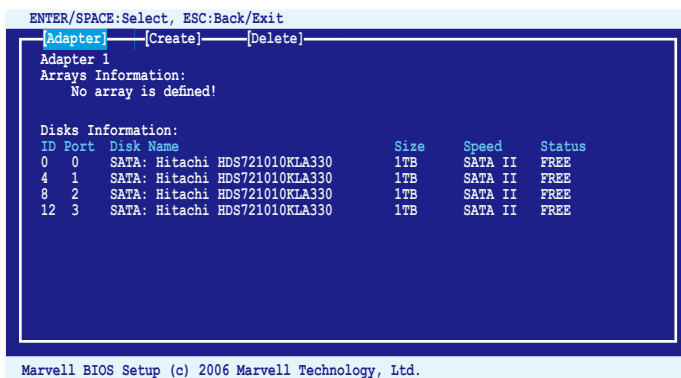 ENTER/SPACE:Select, ESC:Back/Exit
[Adapter] [Create] [Delete]
Adapter 1
Arrays Information:
No array is defined!
Disks Information:
ID Port Disk Name Size Speed Status
0 0 SATA: Hitachi HDS721010KLA330 1TB SATA II FREE
4 1 SATA: Hitachi HDS721010KLA330 1TB SATA II FREE
8 2 SATA: Hitachi HDS721010KLA330 1TB SATA II FREE
12 3 SATA: Hitachi HDS721010KLA330 1TB SATA II FREE
Marvell BIOS Setup (c) 2006 Marvell Technology, Ltd.